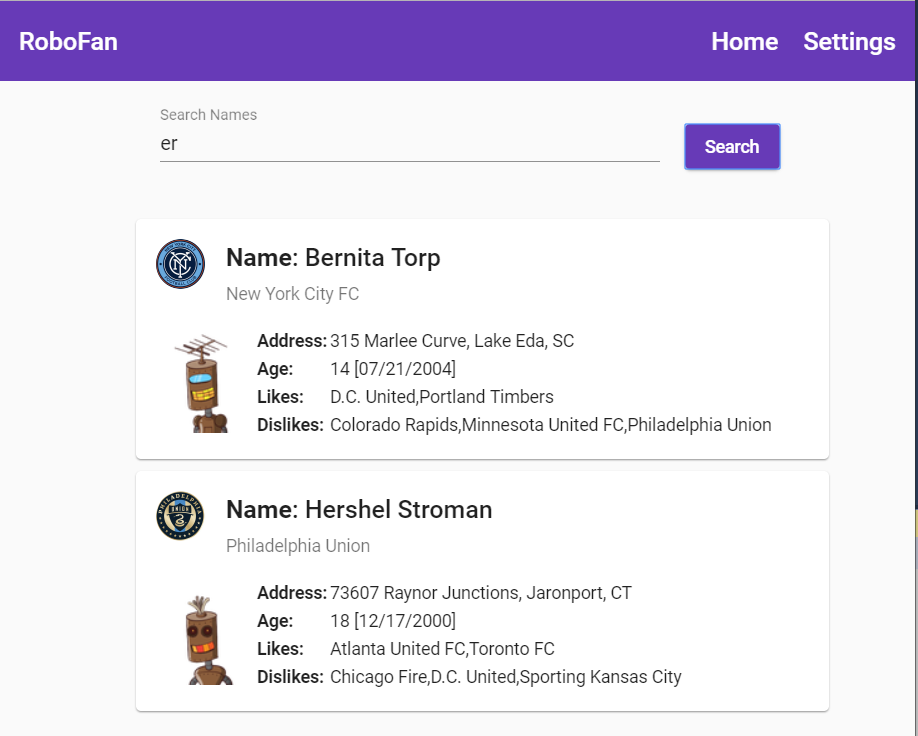 RoboFan Home Settings
Search Names
er
Search
Name: Bernita Torp
New York City FC
Address: 315 Marlee Curve, Lake Eda, SC
Age: 14 [07/21/2004]
Likes: D.C. United,Portland Timbers
Dislikes: Colorado Rapids,Minnesota United FC,Philadelphia Union
PHILADELPHIA
UNION
Name: Hershel Stroman
Philadelphia Union
Address: 73607 Raynor Junctions, Jaronport, CT
Age: 18 [12/17/2000]
Likes: Atlanta United FC,Toronto FC
Dislikes: Chicago Fire,D.C. United,Sporting Kansas City